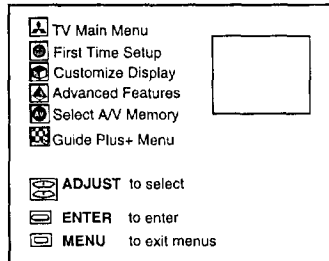 TV Main Menu
First Time Setup
Customize Display
Advanced Features
Select A/V Memory
Guide Plus+ Menu
ADJUST to select
ENTER to enter
MENU to exit menus